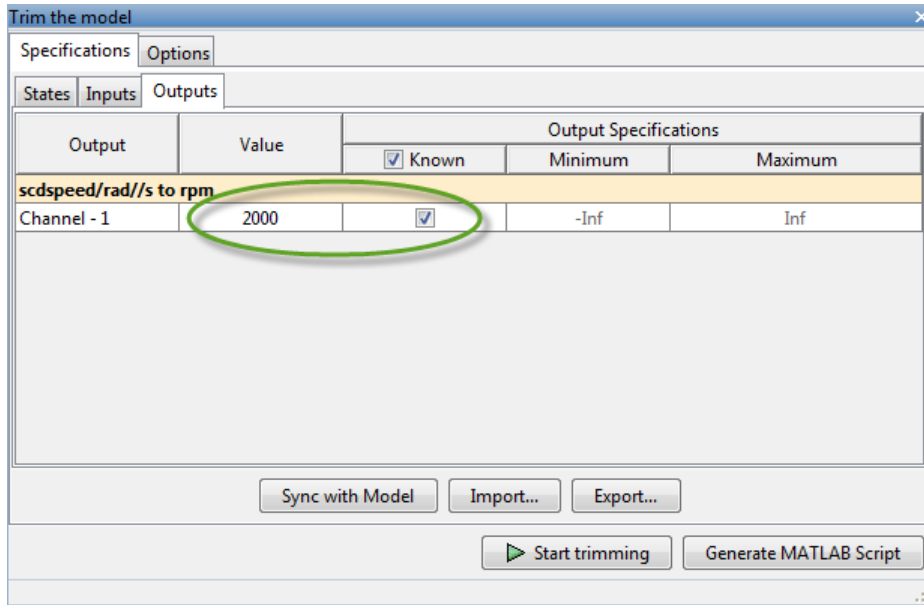 Trim the model
Specifications Options
States Inputs Outputs
Output Value Output Specifications
Known Minimum Maximum
scdspeed/rad//s to rpm
Channel - 1 2000 -Inf Inf
Sync with Model Import... Export...
Start trimming Generate MATLAB Script